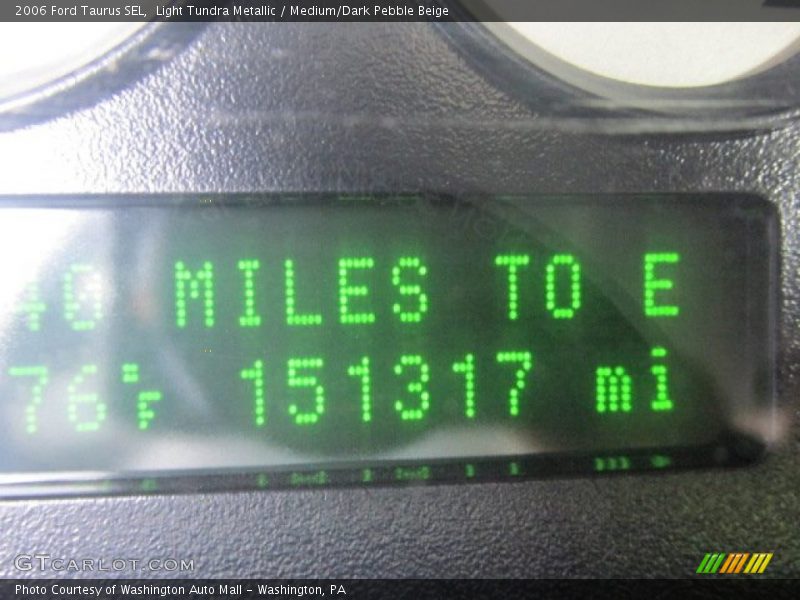 2006 Ford Taurus SEL,  Light Tundra Metallic / Medium/Dark Pebble Beige
40 MILES TO E
76°F 151317 mi
GTCARLOT.COM
Photo Courtesy of Washington Auto Mall - Washington, PA